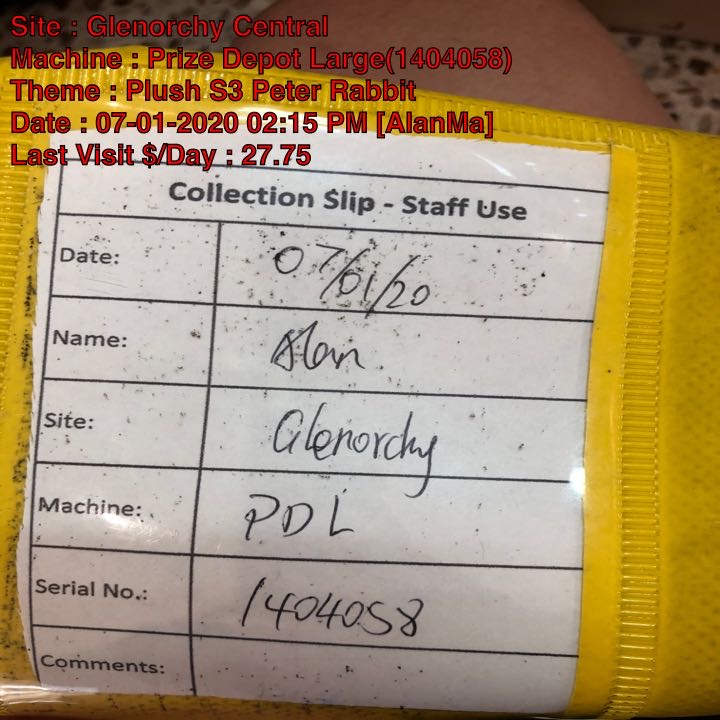 Site : Glenorchy Central
Machine : Prize Depot Large(1404058)
Theme : Plush S3 Peter Rabbit
Date : 07-01-2020 02:15 PM [AlanMa]
Last Visit $/Day : 27.75
Collection Slip - Staff Use
Date: 07/01/20
Name: Alan
Site: Glenorchy
Machine: PDL
Serial No.: 1404058
Comments: